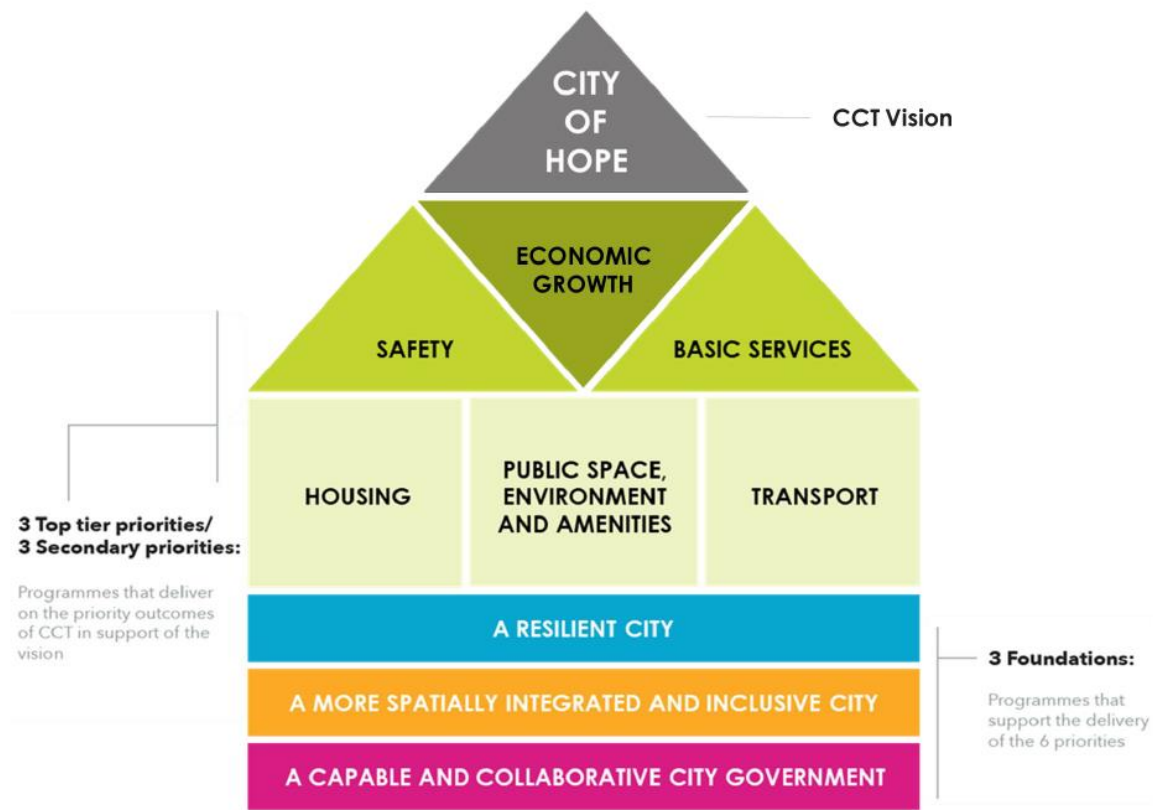 CITY
OF
HOPE
CCT Vision
ECONOMIC
GROWTH
SAFETY
BASIC SERVICES
HOUSING
PUBLIC SPACE,
ENVIRONMENT
AND AMENITIES
TRANSPORT
3 Top tier priorities/
3 Secondary priorities:
Programmes that deliver
on the priority outcomes
of CCT in support of the
vision
A RESILIENT CITY
A MORE SPATIALLY INTEGRATED AND INCLUSIVE CITY
A CAPABLE AND COLLABORATIVE CITY GOVERNMENT
3 Foundations:
Programmes that
support the delivery
of the 6 priorities